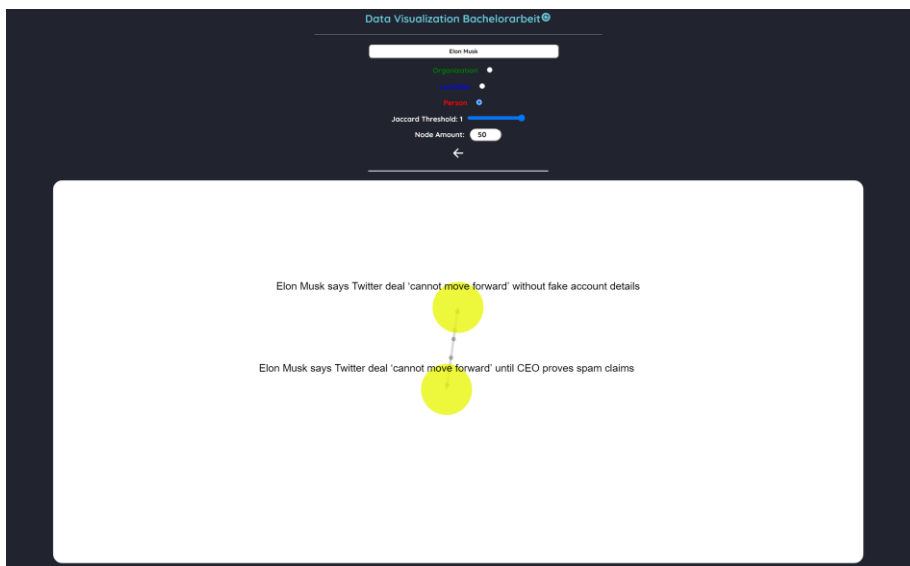 Data Visualization Bachelorarbeit
Elon Musk
Organization
Person
Jaccard Threshold: 1
Node Amount: 50
Elon Musk says Twitter deal ‘cannot move forward’ without fake account details
Elon Musk says Twitter deal ‘cannot move forward’ until CEO proves spam claims